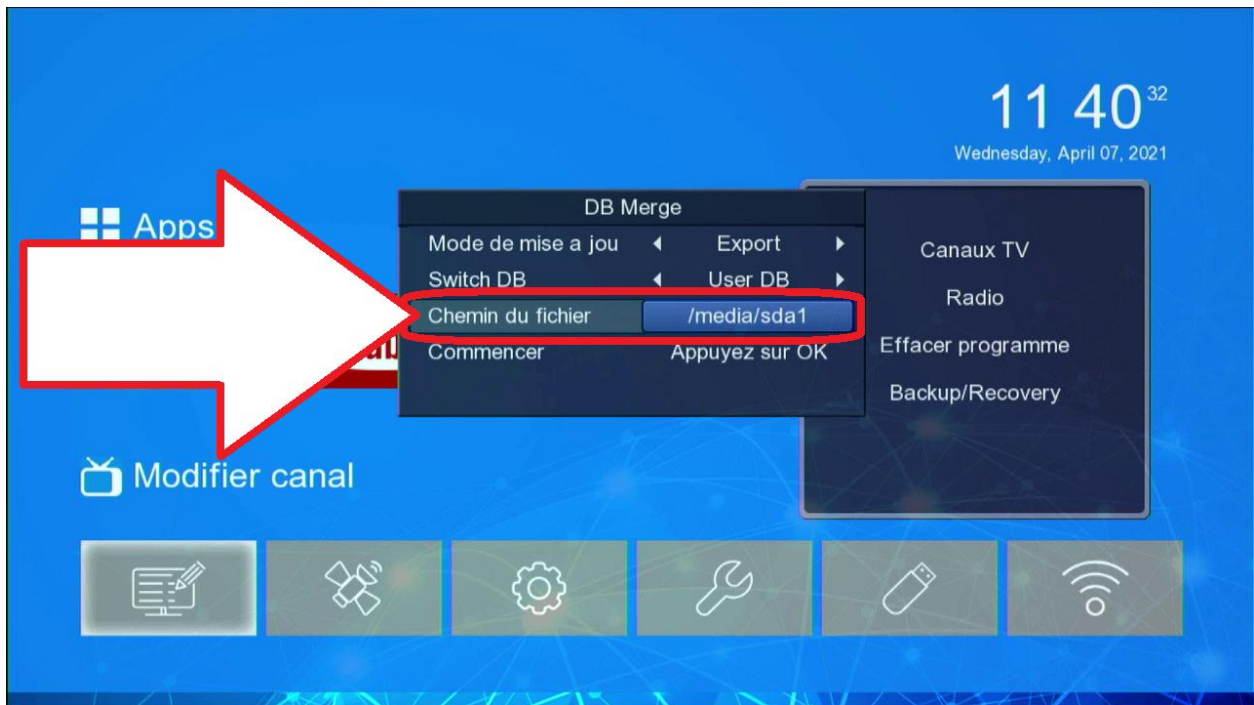 11 40 32
Wednesday, April 07, 2021
Apps
DB Merge
Mode de mise a jou Export
Switch DB User DB
Chemin du fichier /media/sda1
Commencer Appuyez sur OK
Canaux TV
Radio
Effacer programme
Backup/Recovery
Modifier canal